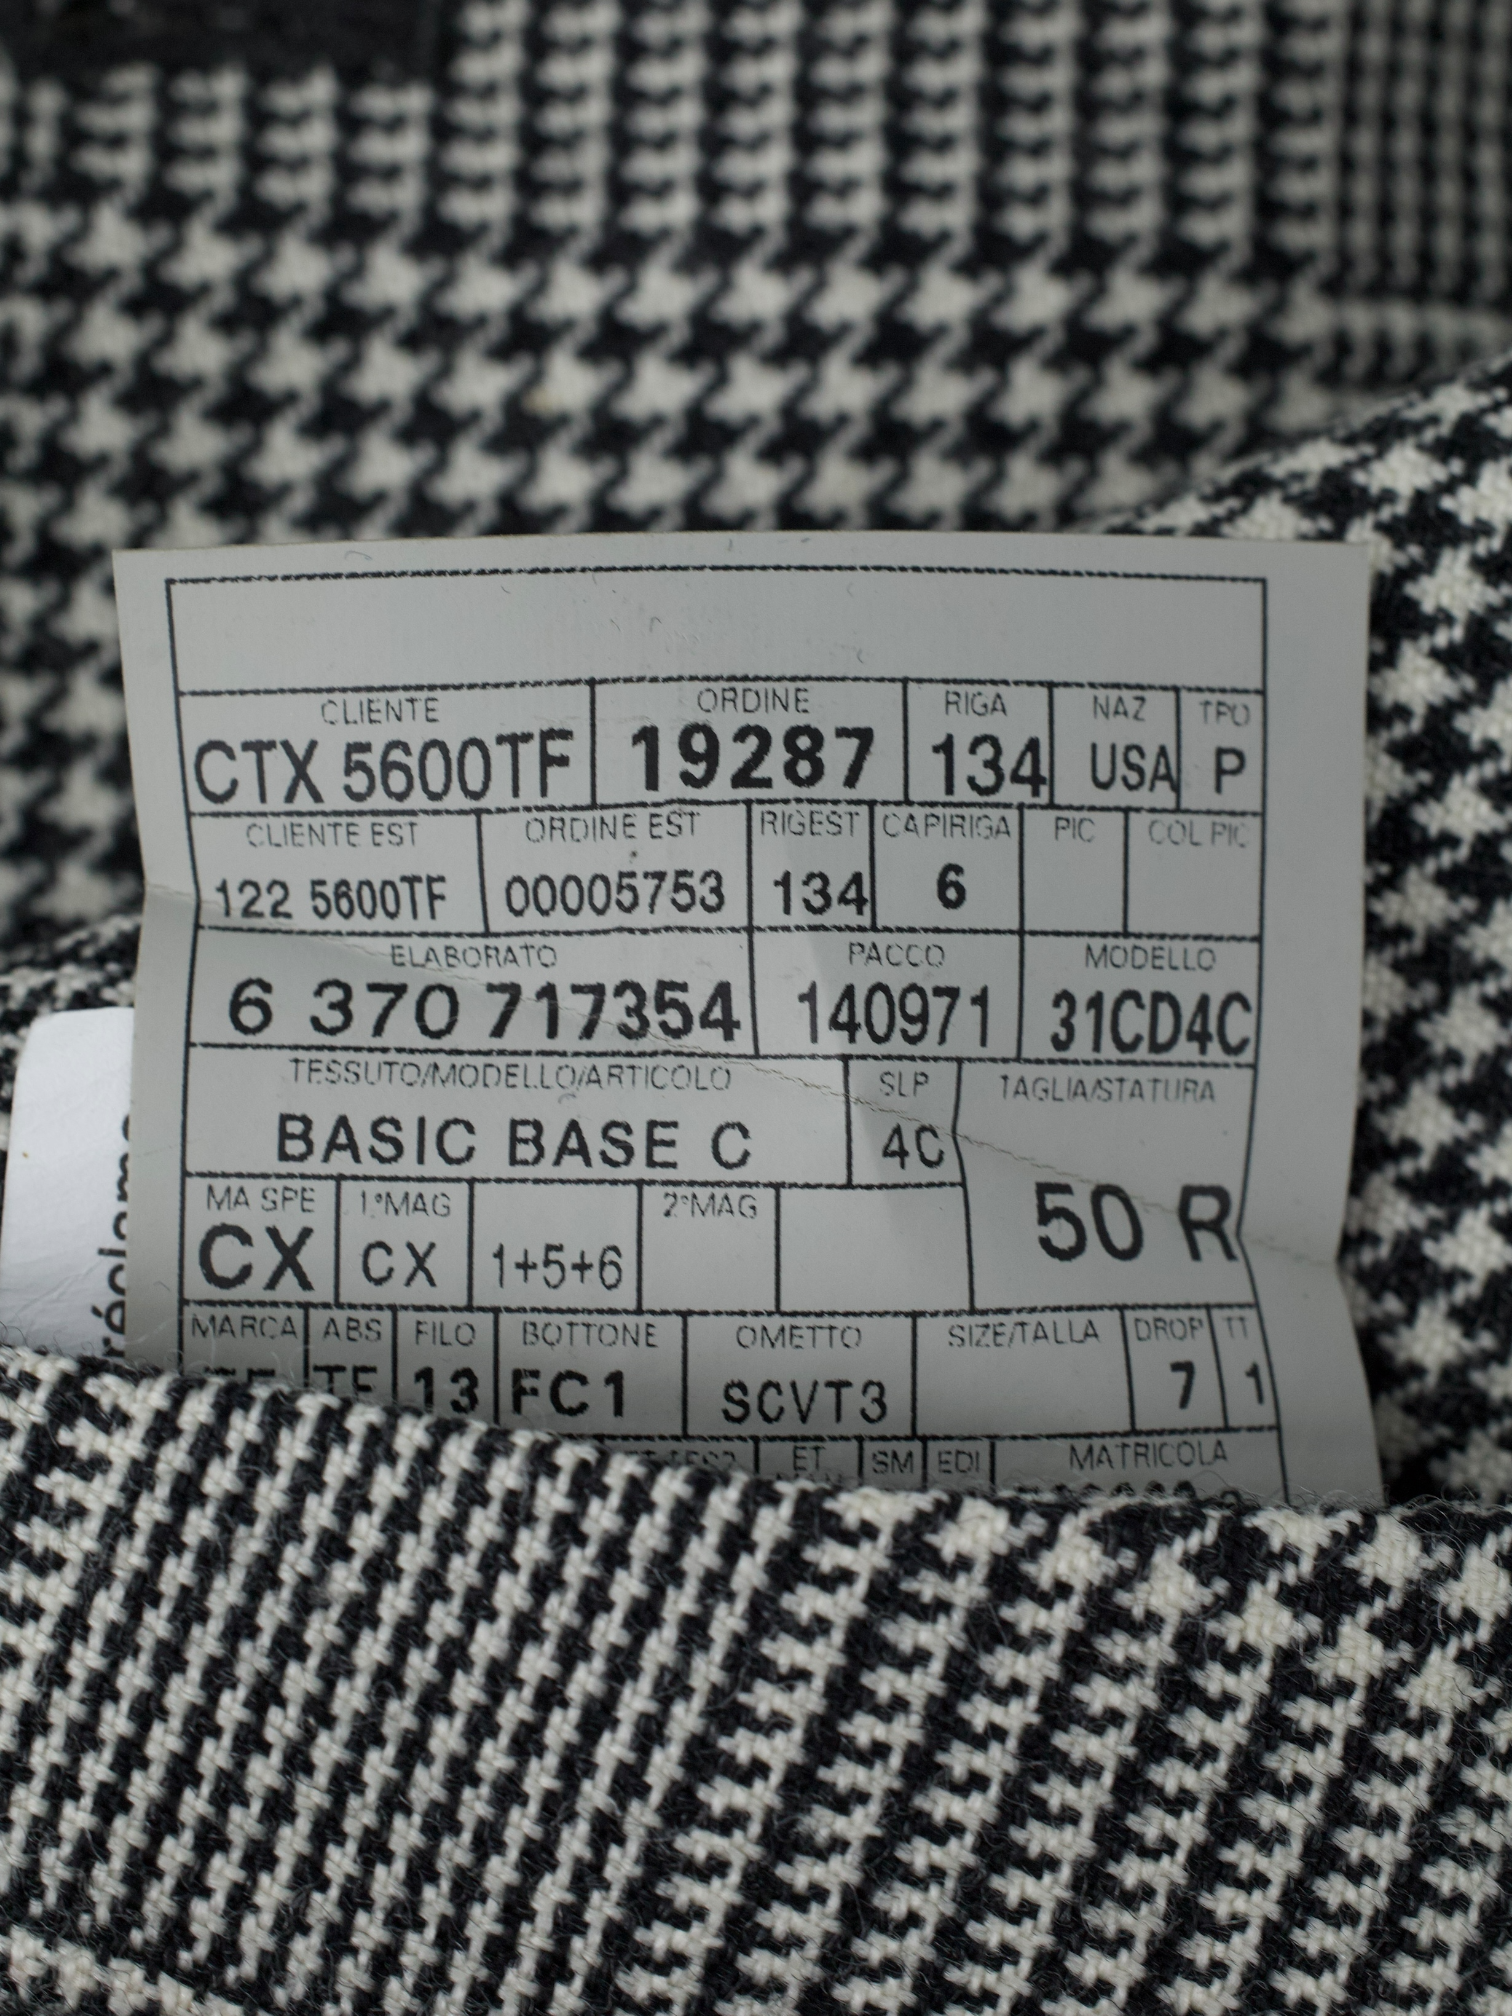 CLIENTE ORDINE RIGA NAZ TPO
CTX 5600TF 19287 134 USA P
CLIENTE EST ORDINE EST RIGEST CAPIRIGA PIC COL PIC
122 5600TF 00005753 134 6
ELABORATO PACCO MODELLO
6 370 717354 140971 31CD4C
TESSUTO/MODELLO/ARTICOLO SLP TAGLIA/STATURA
BASIC BASE C 4C
50 R
MA SPE 1°MAG 2°MAG
CX CX 1+5+6
MARCA ABS FILO BOTTONE OMETTO SIZE/TALLA DROP TT
TF 13 FC1 SCVT3 7 1
ET SM EDI MATRICOLA